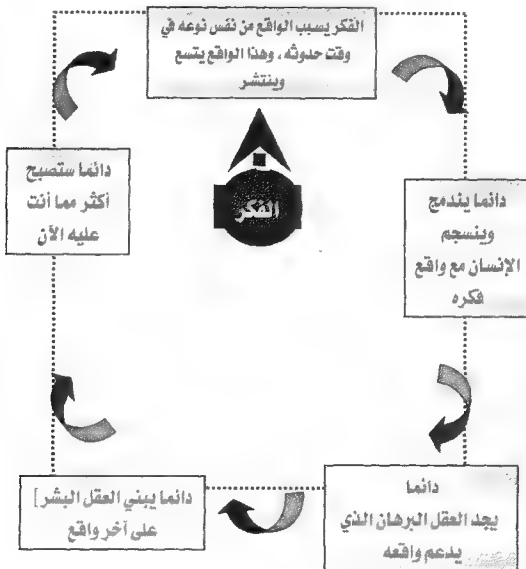 الفكر يسبب الواقع من نفس نوعه في
وقت حدوثه، وهذا الواقع يتسع
وينتشر
الفكر
دائما يندمج
وينسجم
الإنسان مع واقع
فكره
دائما
يجد العقل البرهان الذي
يدعم واقعه
دائما يبني العقل البشر]
على آخر واقع
دائما ستصبح
أكثر مما أنت
عليه الآن